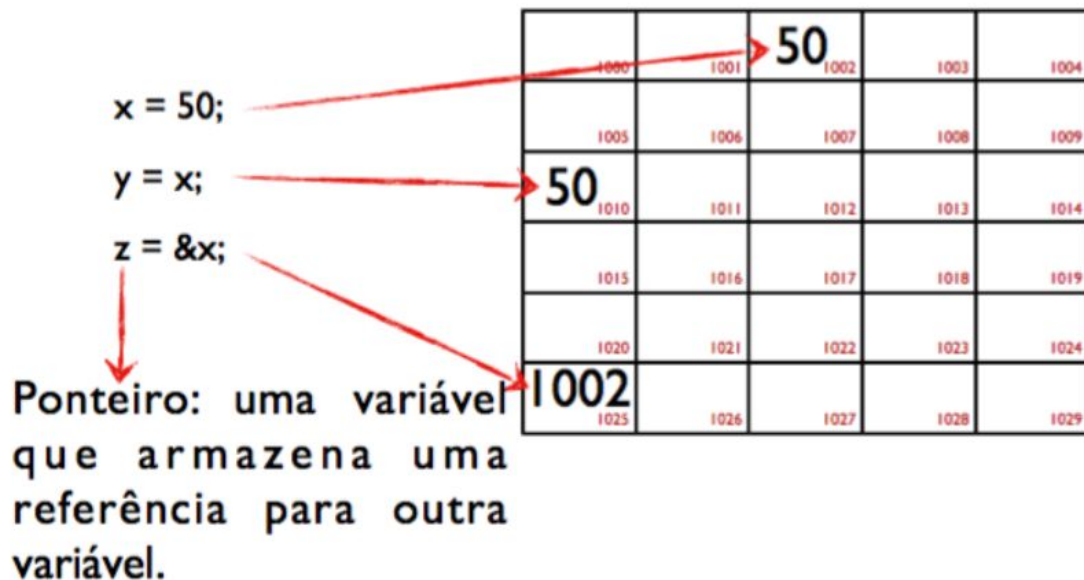 50
1000 1001 1002 1003 1004
x = 50;
1005 1006 1007 1008 1009
y = x;
50
1010 1011 1012 1013 1014
z = &x;
1015 1016 1017 1018 1019
1020 1021 1022 1023 1024
1002
1025 1026 1027 1028 1029
Ponteiro: uma variável
que armazena uma
referência para outra
variável.